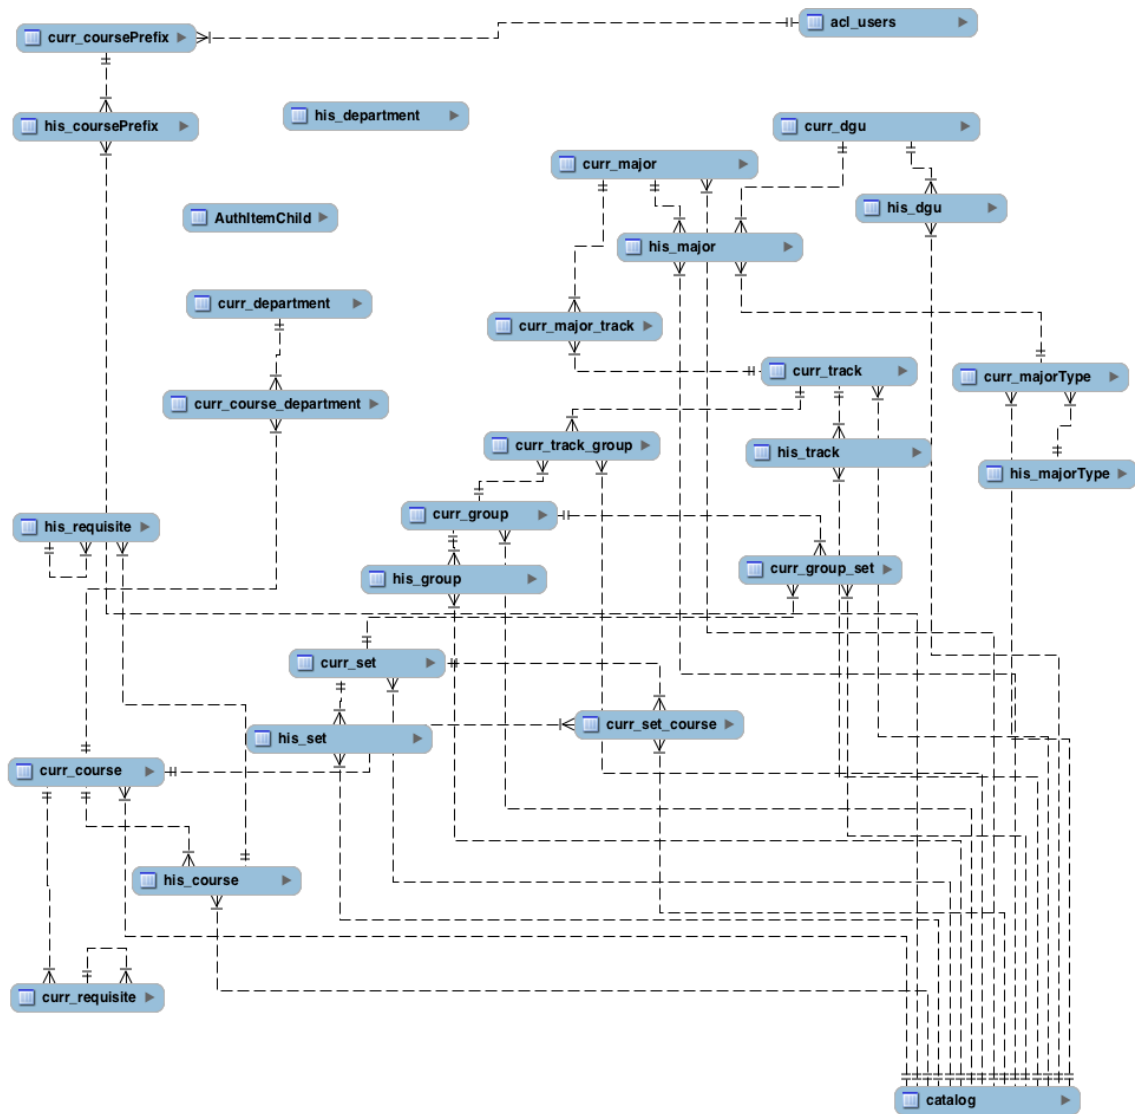 acl_users
curr_coursePrefix
his_department
his_coursePrefix
curr_dgu
curr_major
his_dgu
AuthItemChild
his_major
curr_department
curr_major_track
curr_track
curr_majorType
curr_course_department
curr_track_group
his_track
his_majorType
curr_group
his_requisite
curr_group_set
his_group
curr_set
curr_set_course
his_set
curr_course
his_course
curr_requisite
catalog